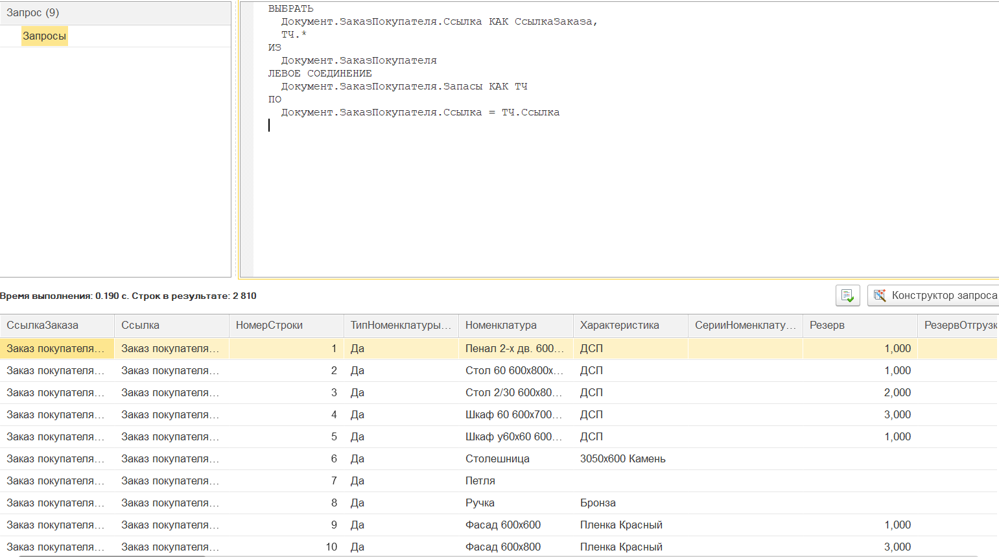 Запрос (9)
Запросы
ВЫБРАТЬ
Документ.ЗаказПокупателя.Ссылка КАК СсылкаЗаказа,
ТЧ.*
ИЗ
Документ.ЗаказПокупателя
ЛЕВОЕ СОЕДИНЕНИЕ
Документ.ЗаказПокупателя.Запасы КАК ТЧ
ПО
Документ.ЗаказПокупателя.Ссылка = ТЧ.Ссылка
Время выполнения: 0.190 с. Строк в результате: 2 810
Конструктор запроса
СсылкаЗаказа Ссылка НомерСтроки ТипНоменклатуры... Номенклатура Характеристика СерииНоменклату... Резерв РезервОтгрузк
Заказ покупателя... Заказ покупателя... 1 Да Пенал 2-х дв. 600... ДСП 1,000
Заказ покупателя... Заказ покупателя... 2 Да Стол 60 600х800х... ДСП 1,000
Заказ покупателя... Заказ покупателя... 3 Да Стол 2/30 600х80... ДСП 2,000
Заказ покупателя... Заказ покупателя... 4 Да Шкаф 60 600х700... ДСП 3,000
Заказ покупателя... Заказ покупателя... 5 Да Шкаф у60х60 600... ДСП 1,000
Заказ покупателя... Заказ покупателя... 6 Да Столешница 3050х600 Камень
Заказ покупателя... Заказ покупателя... 7 Да Петля
Заказ покупателя... Заказ покупателя... 8 Да Ручка Бронза
Заказ покупателя... Заказ покупателя... 9 Да Фасад 600х600 Пленка Красный 1,000
Заказ покупателя... Заказ покупателя... 10 Да Фасад 600х800 Пленка Красный 3,000